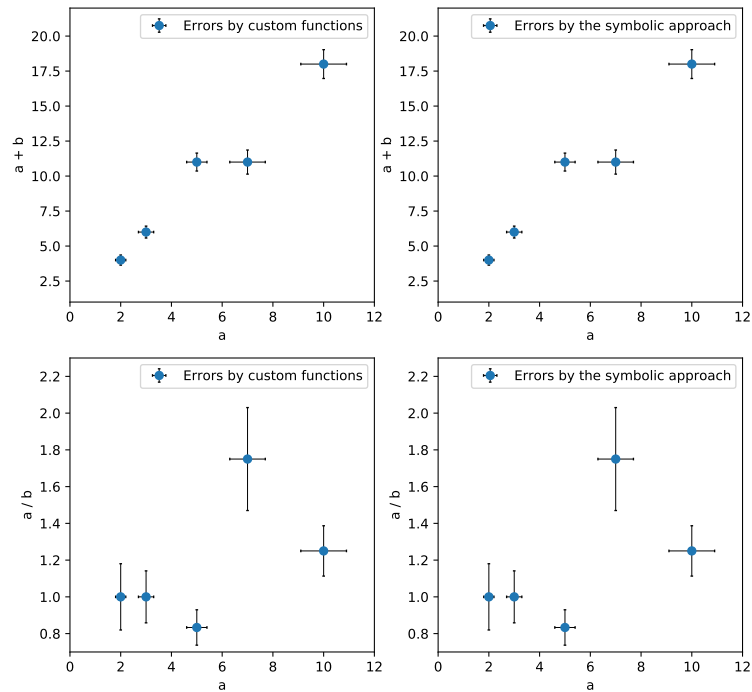 Errors by custom functions
20.0
17.5
15.0
12.5
10.0
7.5
5.0
2.5
a + b
0 2 4 6 8 10 12
a
Errors by the symbolic approach
20.0
17.5
15.0
12.5
10.0
7.5
5.0
2.5
a + b
0 2 4 6 8 10 12
a
Errors by custom functions
2.2
2.0
1.8
1.6
1.4
1.2
1.0
0.8
a / b
0 2 4 6 8 10 12
a
Errors by the symbolic approach
2.2
2.0
1.8
1.6
1.4
1.2
1.0
0.8
a / b
0 2 4 6 8 10 12
a